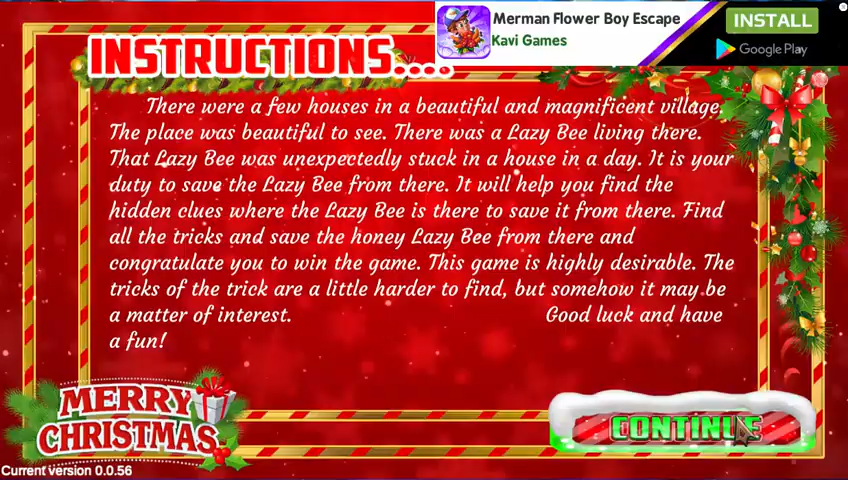 Merman Flower Boy Escape
Kavi Games
INSTALL
Google Play
INSTRUCTIONS....
There were a few houses in a beautiful and magnificent village.
The place was beautiful to see. There was a Lazy Bee living there.
That Lazy Bee was unexpectedly stuck in a house in a day. It is your
duty to save the Lazy Bee from there. It will help you find the
hidden clues where the Lazy Bee is there to save it from there. Find
all the tricks and save the honey Lazy Bee from there and
congratulate you to win the game. This game is highly desirable. The
tricks of the trick are a little harder to find, but somehow it may be
a matter of interest. Good luck and have
a fun!
MERRY
CHRISTMAS
CONTINUE
Current version 0.0.56